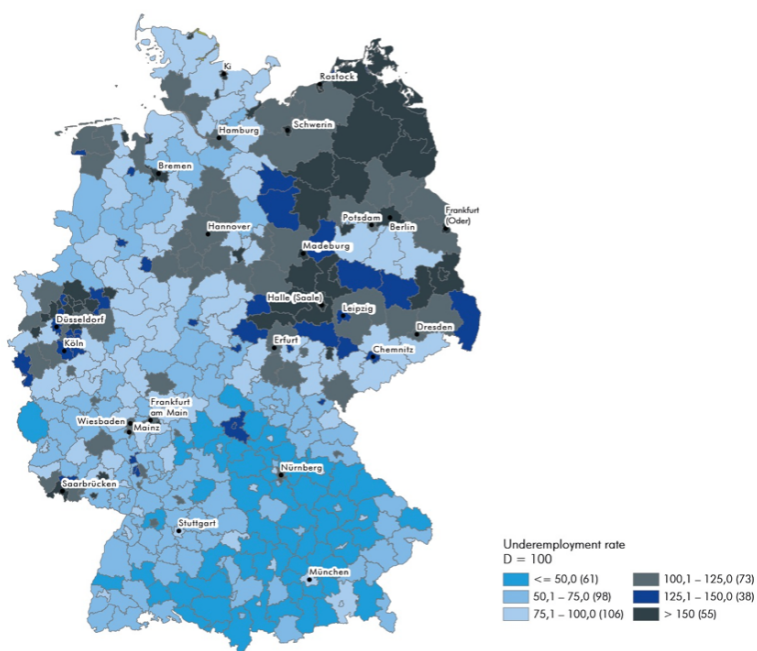 Ki
Rostock
Schwerin
Hamburg
Bremen
Frankfurt
(Oder)
Potsdam
Berlin
Hannover
Madeburg
Halle (Saale)
Leipzig
Düsseldorf
Dresden
Köln
Erfurt
Chemnitz
Frankfurt
am Main
Wiesbaden
Mainz
Nürnberg
Saarbrücken
Stuttgart
München
Underemployment rate
D = 100
<= 50,0 (61)
50,1 – 75,0 (98)
75,1 – 100,0 (106)
100,1 – 125,0 (73)
125,1 – 150,0 (38)
> 150 (55)